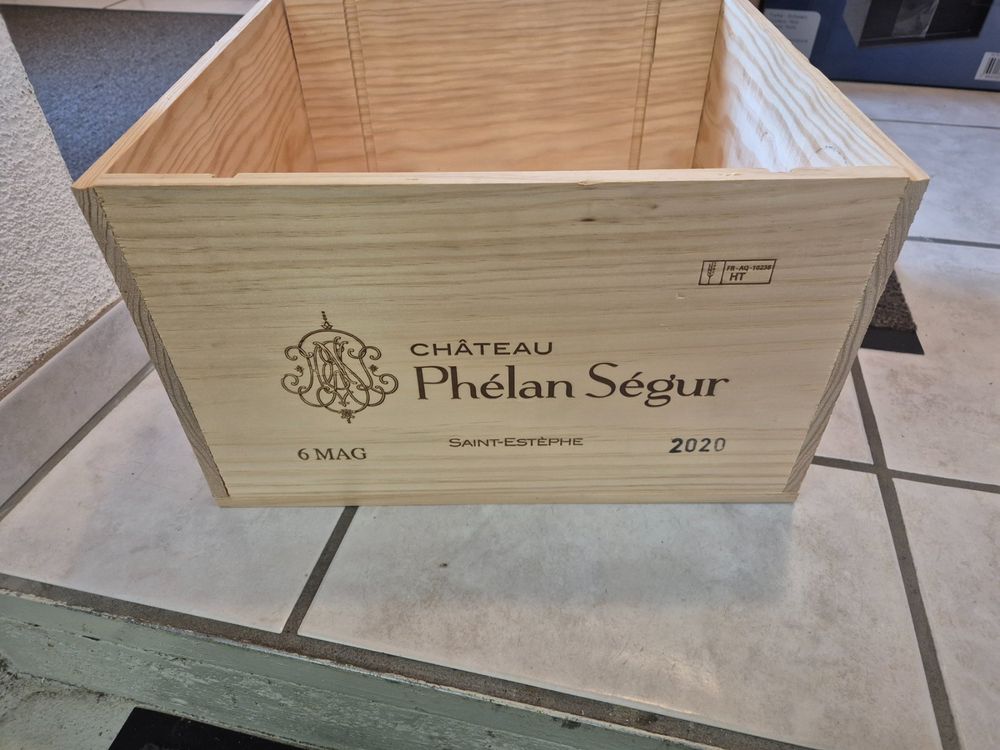 FR-AQ-10238
HT
CHÂTEAU
Phélan Ségur
SAINT-ESTÈPHE
6 MAG
2020